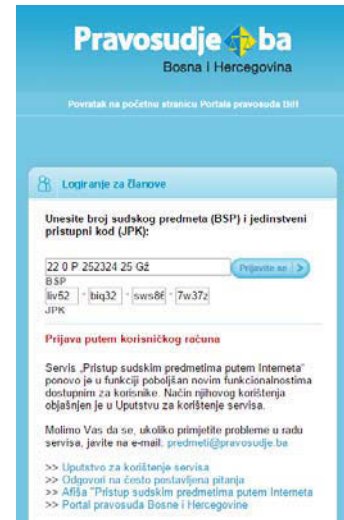 Pravosudje ba
Bosna i Hercegovina
Povratak na početnu stranicu Portala pravosuđa BiH
Logiranje za članove
Unesite broj sudskog predmeta (BSP) i jedinstveni
pristupni kod (JPK):
22 0 P 252324 25 Gž
Prijavite se
BSP
liv52 - biq32 - sws86 - 7w37z
JPK
Prijava putem korisničkog računa
Servis „Pristup sudskim predmetima putem Interneta"
ponovo je u funkciji poboljšan novim funkcionalnostima
dostupnim za korisnike. Način njihovog korištenja
objašnjen je u Uputstvu za korištenje servisa.
Molimo Vas da se, ukoliko primjetite probleme u radu
servisa, javite na e-mail: predmeti@pravosudje.ba
>> Uputstvo za korištenje servisa
>> Odgovori na često postavljena pitanja
>> Afiša "Pristup sudskim predmetima putem Interneta
>> Portal pravosuđa Bosne i Hercegovine